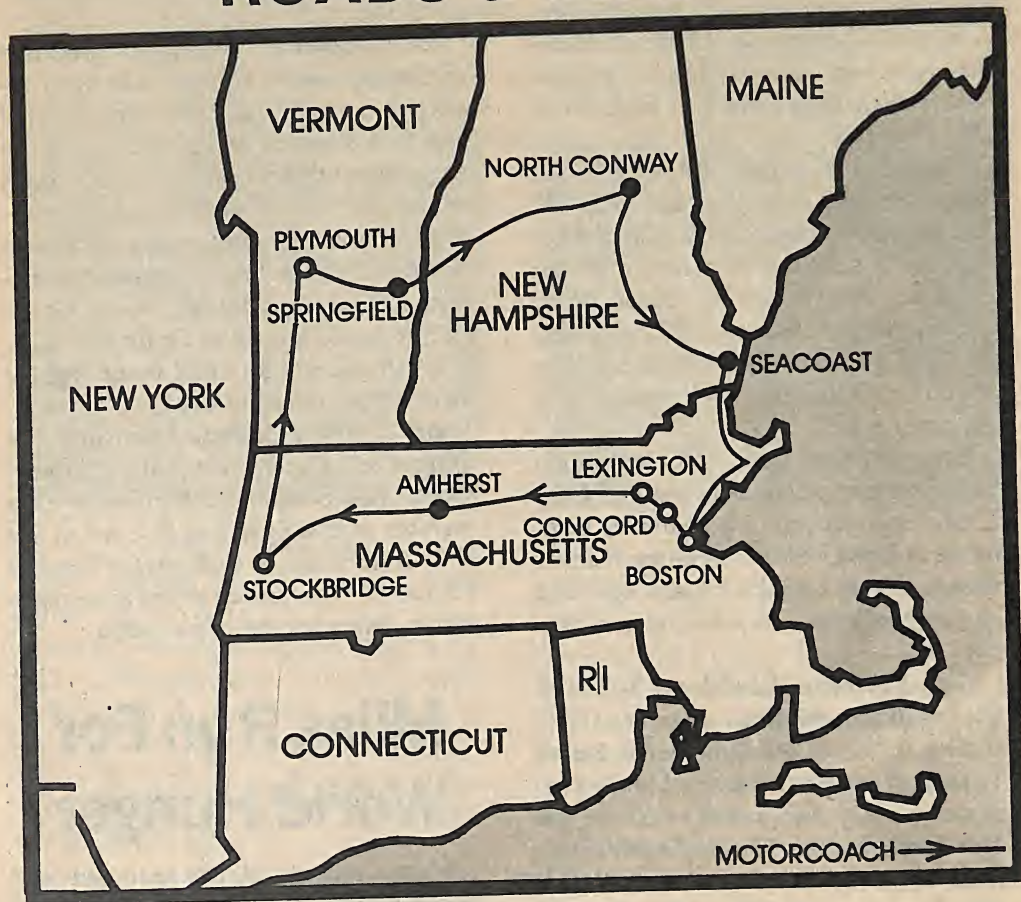 VERMONT
MAINE
NORTH CONWAY
PLYMOUTH
SPRINGFIELD
NEW
HAMPSHIRE
SEACOAST
NEW YORK
LEXINGTON
AMHERST
CONCORD
MASSACHUSETTS
STOCKBRIDGE
BOSTON
R I
CONNECTICUT
MOTORCOACH